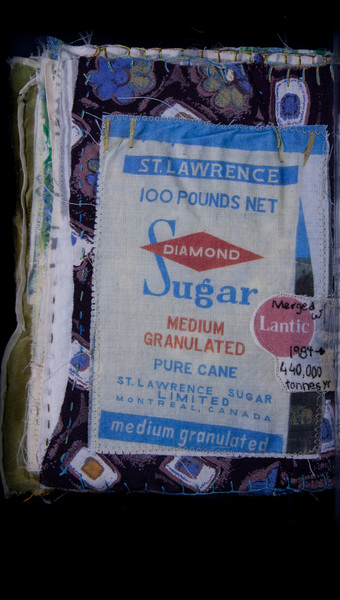 ST. LAWRENCE
100 POUNDS NET
DIAMOND
Sugar
MEDIUM
GRANULATED
PURE CANE
ST. LAWRENCE SUGAR
LIMITED
MONTREAL, CANADA
medium granulated
Merged
w/
Lantic
1984→
440,000
tonnes yr